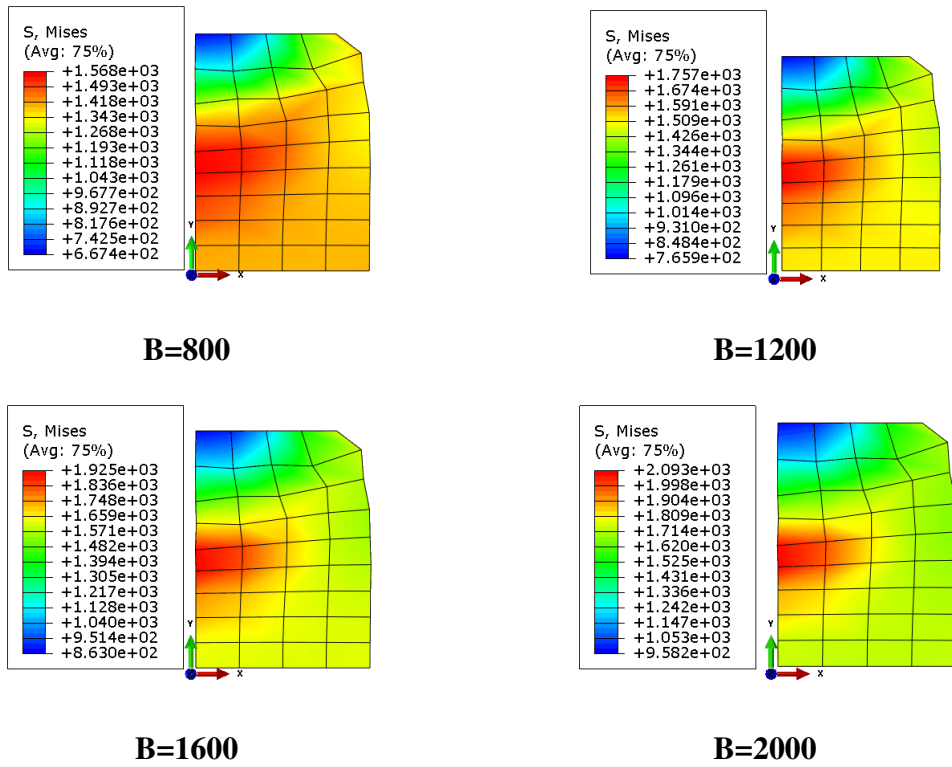 S, Mises
(Avg: 75%)
+1.568e+03
+1.493e+03
+1.418e+03
+1.343e+03
+1.268e+03
+1.193e+03
+1.118e+03
+1.043e+03
+9.677e+02
+8.927e+02
+8.176e+02
+7.425e+02
+6.674e+02
Y
X
B=800
S, Mises
(Avg: 75%)
+1.757e+03
+1.674e+03
+1.591e+03
+1.509e+03
+1.426e+03
+1.344e+03
+1.261e+03
+1.179e+03
+1.096e+03
+1.014e+03
+9.310e+02
+8.484e+02
+7.659e+02
Y
X
B=1200
S, Mises
(Avg: 75%)
+1.925e+03
+1.836e+03
+1.748e+03
+1.659e+03
+1.571e+03
+1.482e+03
+1.394e+03
+1.305e+03
+1.217e+03
+1.128e+03
+1.040e+03
+9.514e+02
+8.630e+02
Y
X
B=1600
S, Mises
(Avg: 75%)
+2.093e+03
+1.998e+03
+1.904e+03
+1.809e+03
+1.714e+03
+1.620e+03
+1.525e+03
+1.431e+03
+1.336e+03
+1.242e+03
+1.147e+03
+1.053e+03
+9.582e+02
Y
X
B=2000